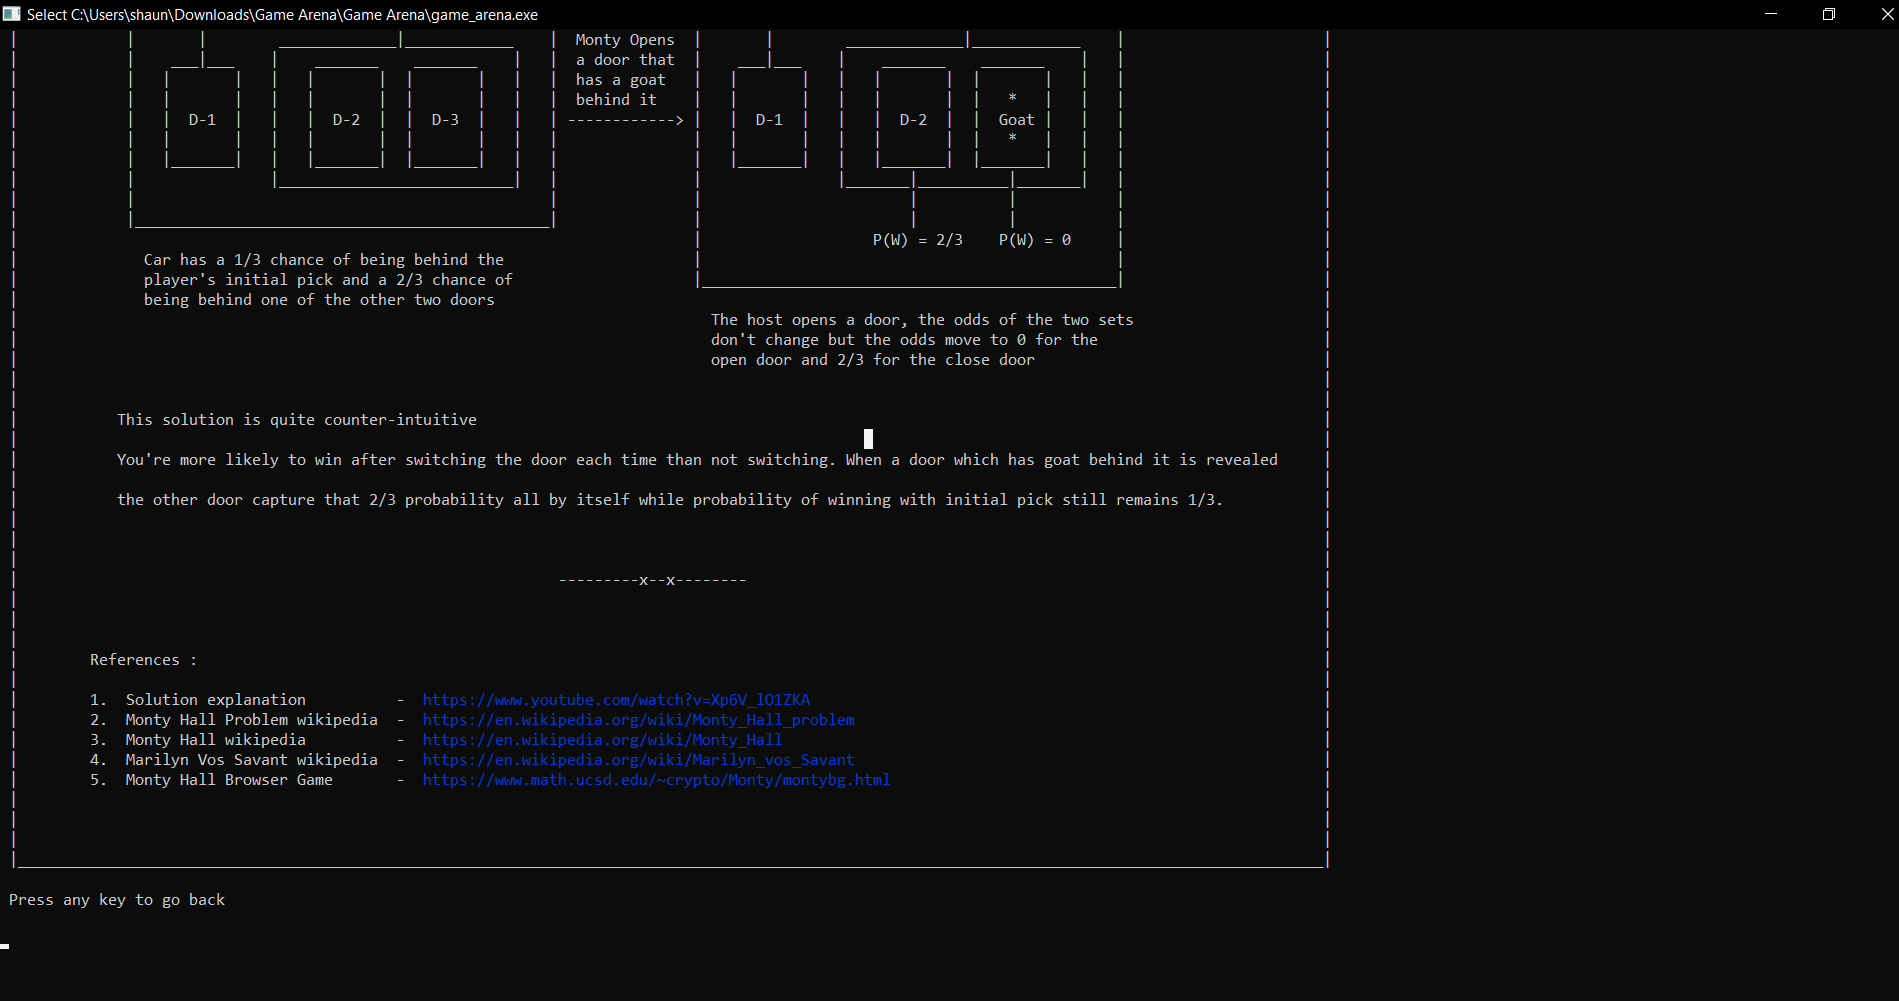 Select C:\Users\shaun\Downloads\Game Arena\Game Arena\game_arena.exe
Monty Opens
a door that
has a goat
behind it
------------>
D-1 D-2 D-3
D-1 D-2
*
Goat
*
P(W) = 2/3 P(W) = 0
Car has a 1/3 chance of being behind the
player's initial pick and a 2/3 chance of
being behind one of the other two doors
The host opens a door, the odds of the two sets
don't change but the odds move to 0 for the
open door and 2/3 for the close door
This solution is quite counter-intuitive
You're more likely to win after switching the door each time than not switching. When a door which has goat behind it is revealed
the other door capture that 2/3 probability all by itself while probability of winning with initial pick still remains 1/3.
---------x--x--------
References :
1. Solution explanation - https://www.youtube.com/watch?v=Xp6V_lO1ZKA
2. Monty Hall Problem wikipedia - https://en.wikipedia.org/wiki/Monty_Hall_problem
3. Monty Hall wikipedia - https://en.wikipedia.org/wiki/Monty_Hall
4. Marilyn Vos Savant wikipedia - https://en.wikipedia.org/wiki/Marilyn_vos_Savant
5. Monty Hall Browser Game - https://www.math.ucsd.edu/~crypto/Monty/montybg.html
Press any key to go back